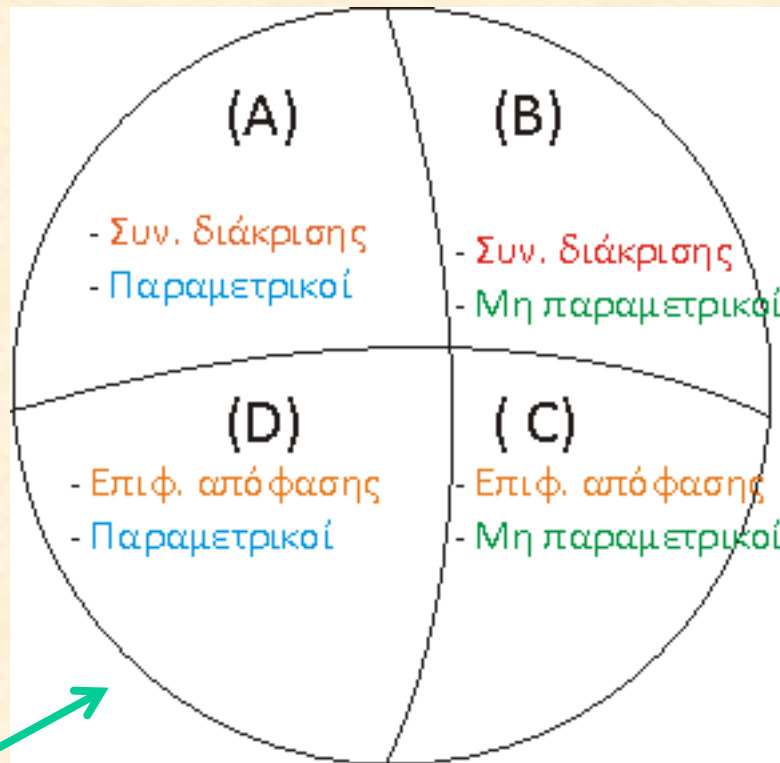 (A)
- Συν. διάκρισης
- Παραμετρικοί
(B)
- Συν. διάκρισης
- Μη παραμετρικοί
(D)
- Επιφ. απόφασης
- Παραμετρικοί
( C)
- Επιφ. απόφασης
- Μη παραμετρικοί